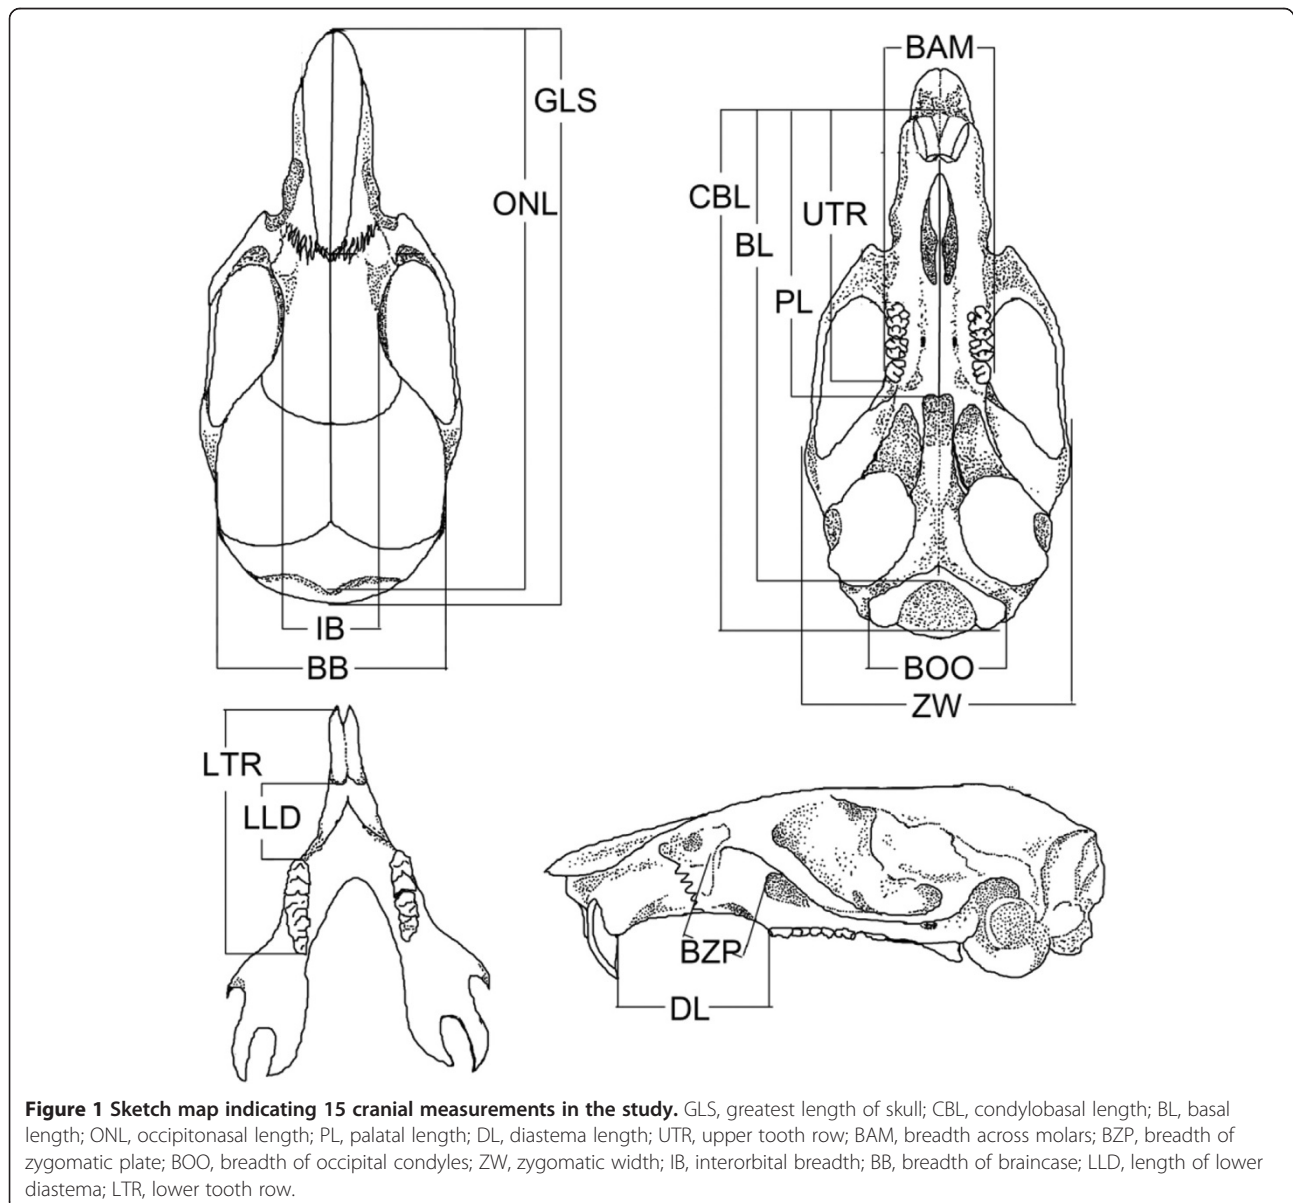 GLS
ONL
IB
BB
BAM
CBL
UTR
BL
PL
BOO
ZW
LTR
LLD
BZP
DL
Figure 1 Sketch map indicating 15 cranial measurements in the study. GLS, greatest length of skull; CBL, condylobasal length; BL, basal
length; ONL, occipitonasal length; PL, palatal length; DL, diastema length; UTR, upper tooth row; BAM, breadth across molars; BZP, breadth of
zygomatic plate; BOO, breadth of occipital condyles; ZW, zygomatic width; IB, interorbital breadth; BB, breadth of braincase; LLD, length of lower
diastema; LTR, lower tooth row.